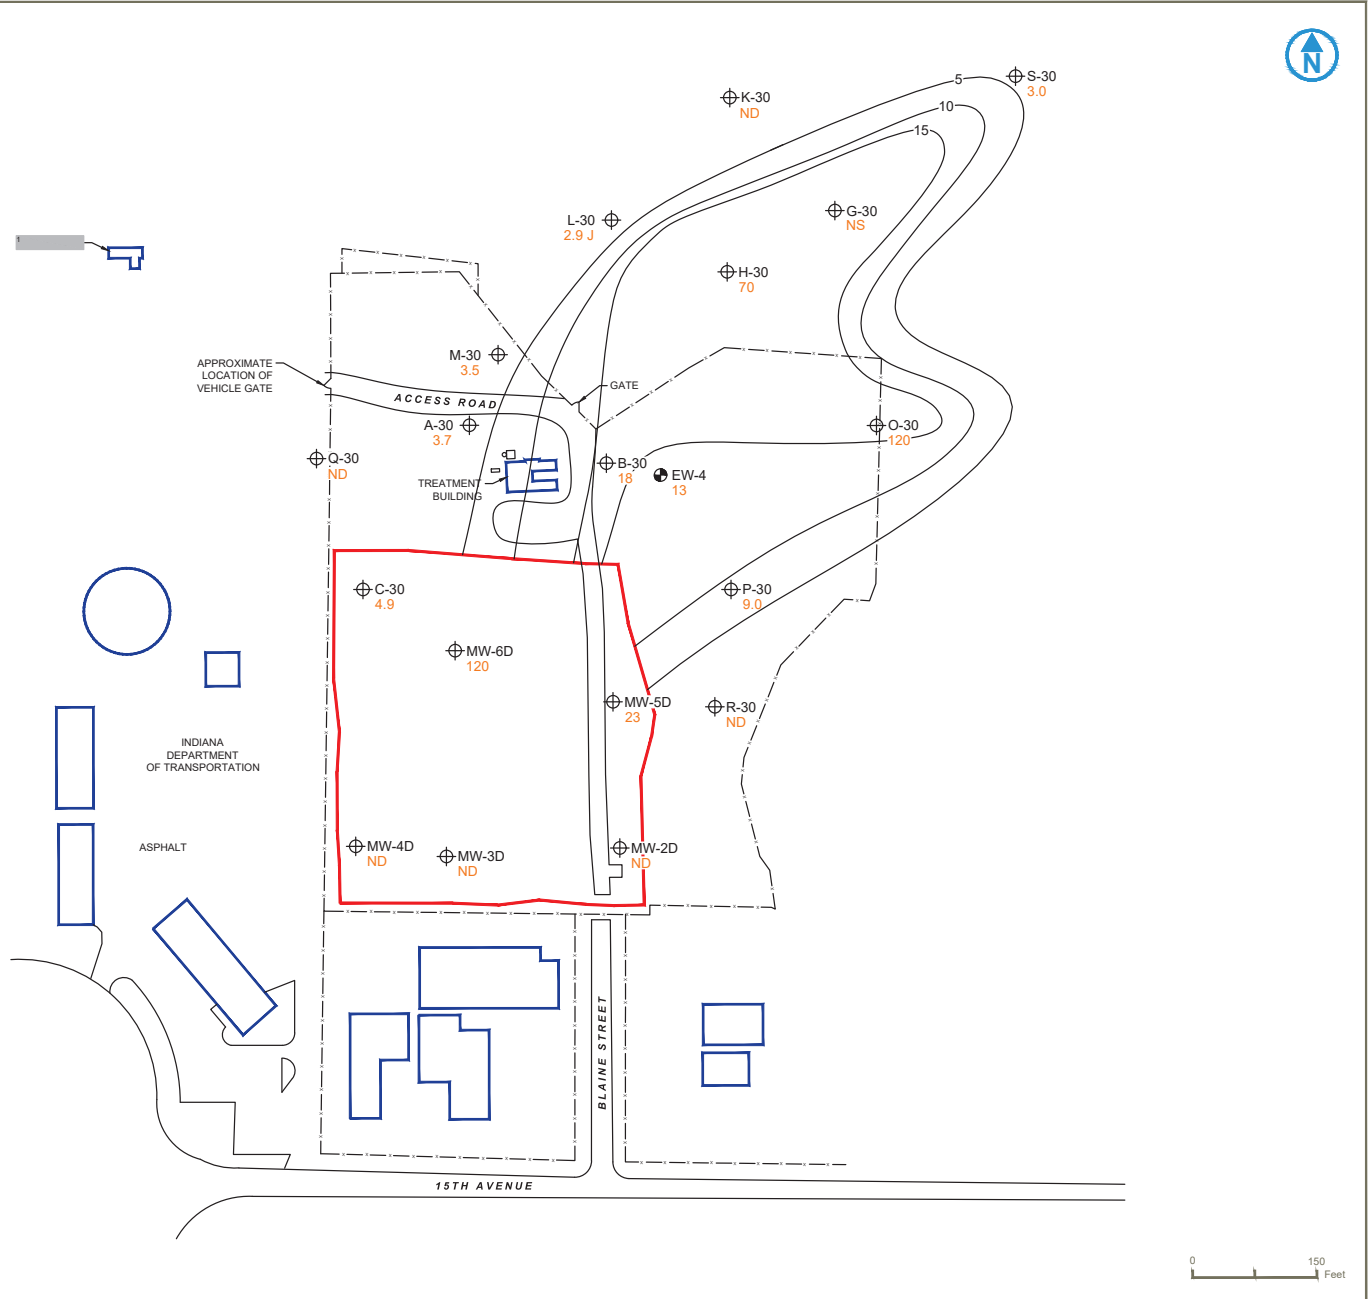 N
5
S-30
3.0
K-30
ND
10
15
G-30
NS
L-30
2.9 J
1
H-30
70
M-30
3.5
APPROXIMATE
LOCATION OF
VEHICLE GATE
GATE
ACCESS ROAD
A-30
3.7
O-30
120
Q-30
ND
B-30
18
EW-4
13
TREATMENT
BUILDING
C-30
4.9
P-30
9.0
MW-6D
120
MW-5D
23
R-30
ND
INDIANA
DEPARTMENT
OF TRANSPORTATION
ASPHALT
MW-4D
ND
MW-3D
ND
MW-2D
ND
BLAINE STREET
15TH AVENUE
0
150
Feet